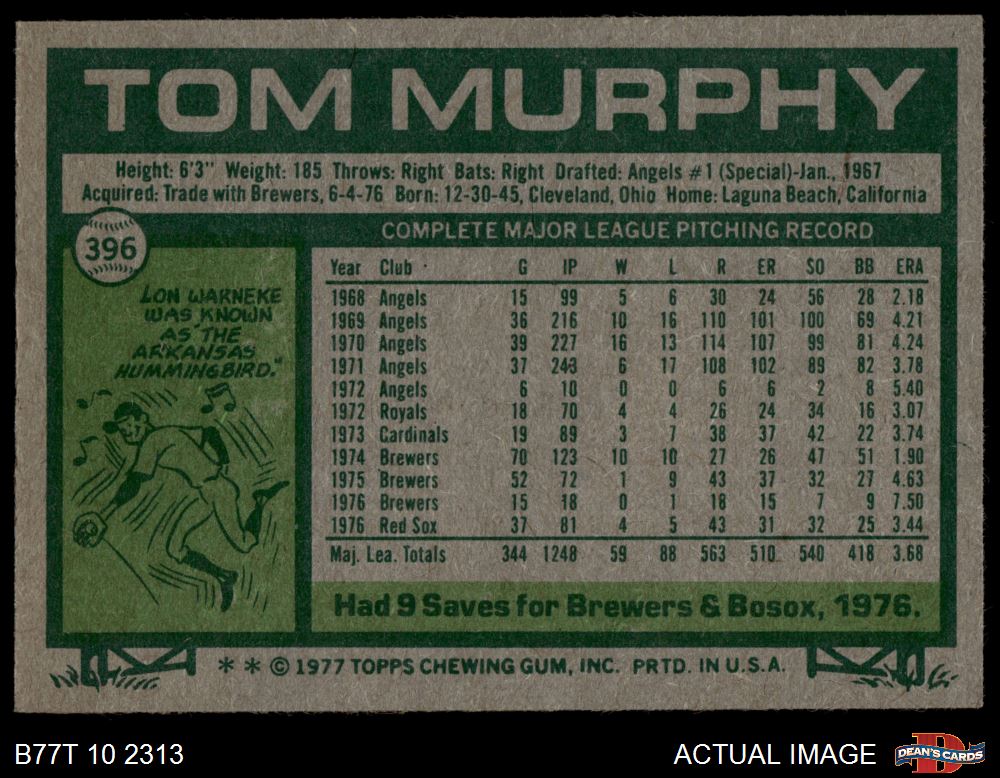 TOM MURPHY
Height: 6'3" Weight: 185 Throws: Right Bats: Right Drafted: Angels #1 (Special)-Jan., 1967
Acquired: Trade with Brewers, 6-4-76 Born: 12-30-45, Cleveland, Ohio Home: Laguna Beach, California
396
LON WARNEKE
WAS KNOWN
AS "THE
ARKANSAS
HUMMINGBIRD."
COMPLETE MAJOR LEAGUE PITCHING RECORD
Year Club G IP W L R ER SO BB ERA
1968 Angels 15 99 5 6 30 24 56 28 2.18
1969 Angels 36 216 10 16 110 101 100 69 4.21
1970 Angels 39 227 16 13 114 107 99 81 4.24
1971 Angels 37 243 6 17 108 102 89 82 3.78
1972 Angels 6 10 0 0 6 6 2 8 5.40
1972 Royals 18 70 4 4 26 24 34 16 3.07
1973 Cardinals 19 89 3 7 38 37 42 22 3.74
1974 Brewers 70 123 10 10 27 26 47 51 1.90
1975 Brewers 52 72 1 9 43 37 32 27 4.63
1976 Brewers 15 18 0 1 18 15 7 9 7.50
1976 Red Sox 37 81 4 5 43 31 32 25 3.44
Maj. Lea. Totals 344 1248 59 88 563 510 540 418 3.68
Had 9 Saves for Brewers & Bosox, 1976.
* * © 1977 TOPPS CHEWING GUM, INC. PRTD. IN U.S.A.
B77T 10 2313
ACTUAL IMAGE
DEAN'S CARDS